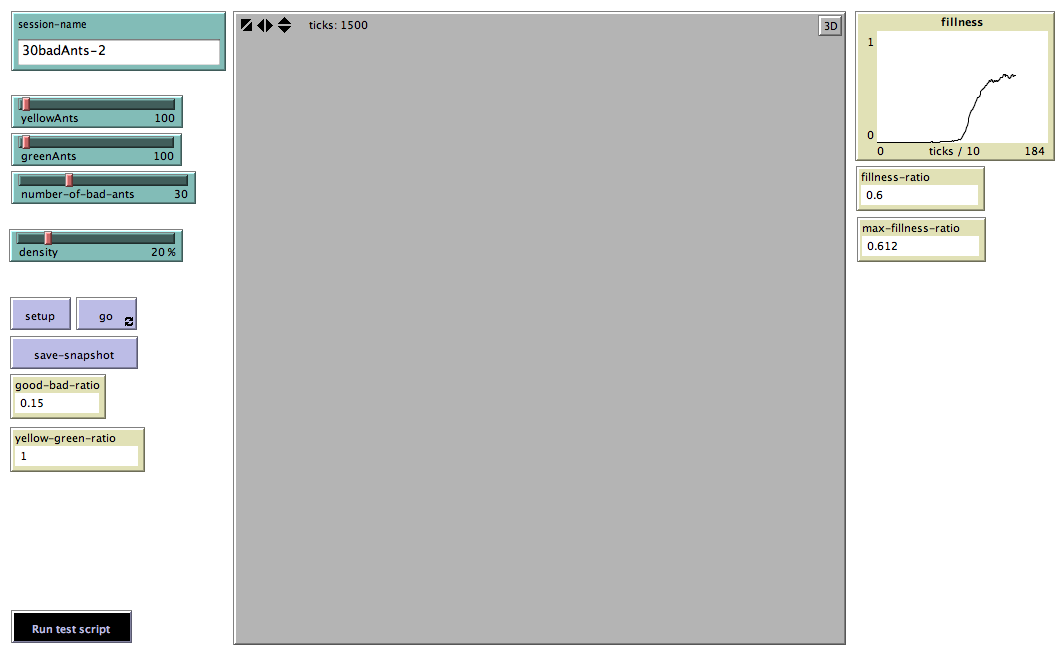 session-name
30badAnts-2
yellowAnts 100
greenAnts 100
number-of-bad-ants 30
density 20 %
setup go
save-snapshot
good-bad-ratio
0.15
yellow-green-ratio
1
Run test script
ticks: 1500 3D
fillness
1
0
0 ticks / 10 184
fillness-ratio
0.6
max-fillness-ratio
0.612